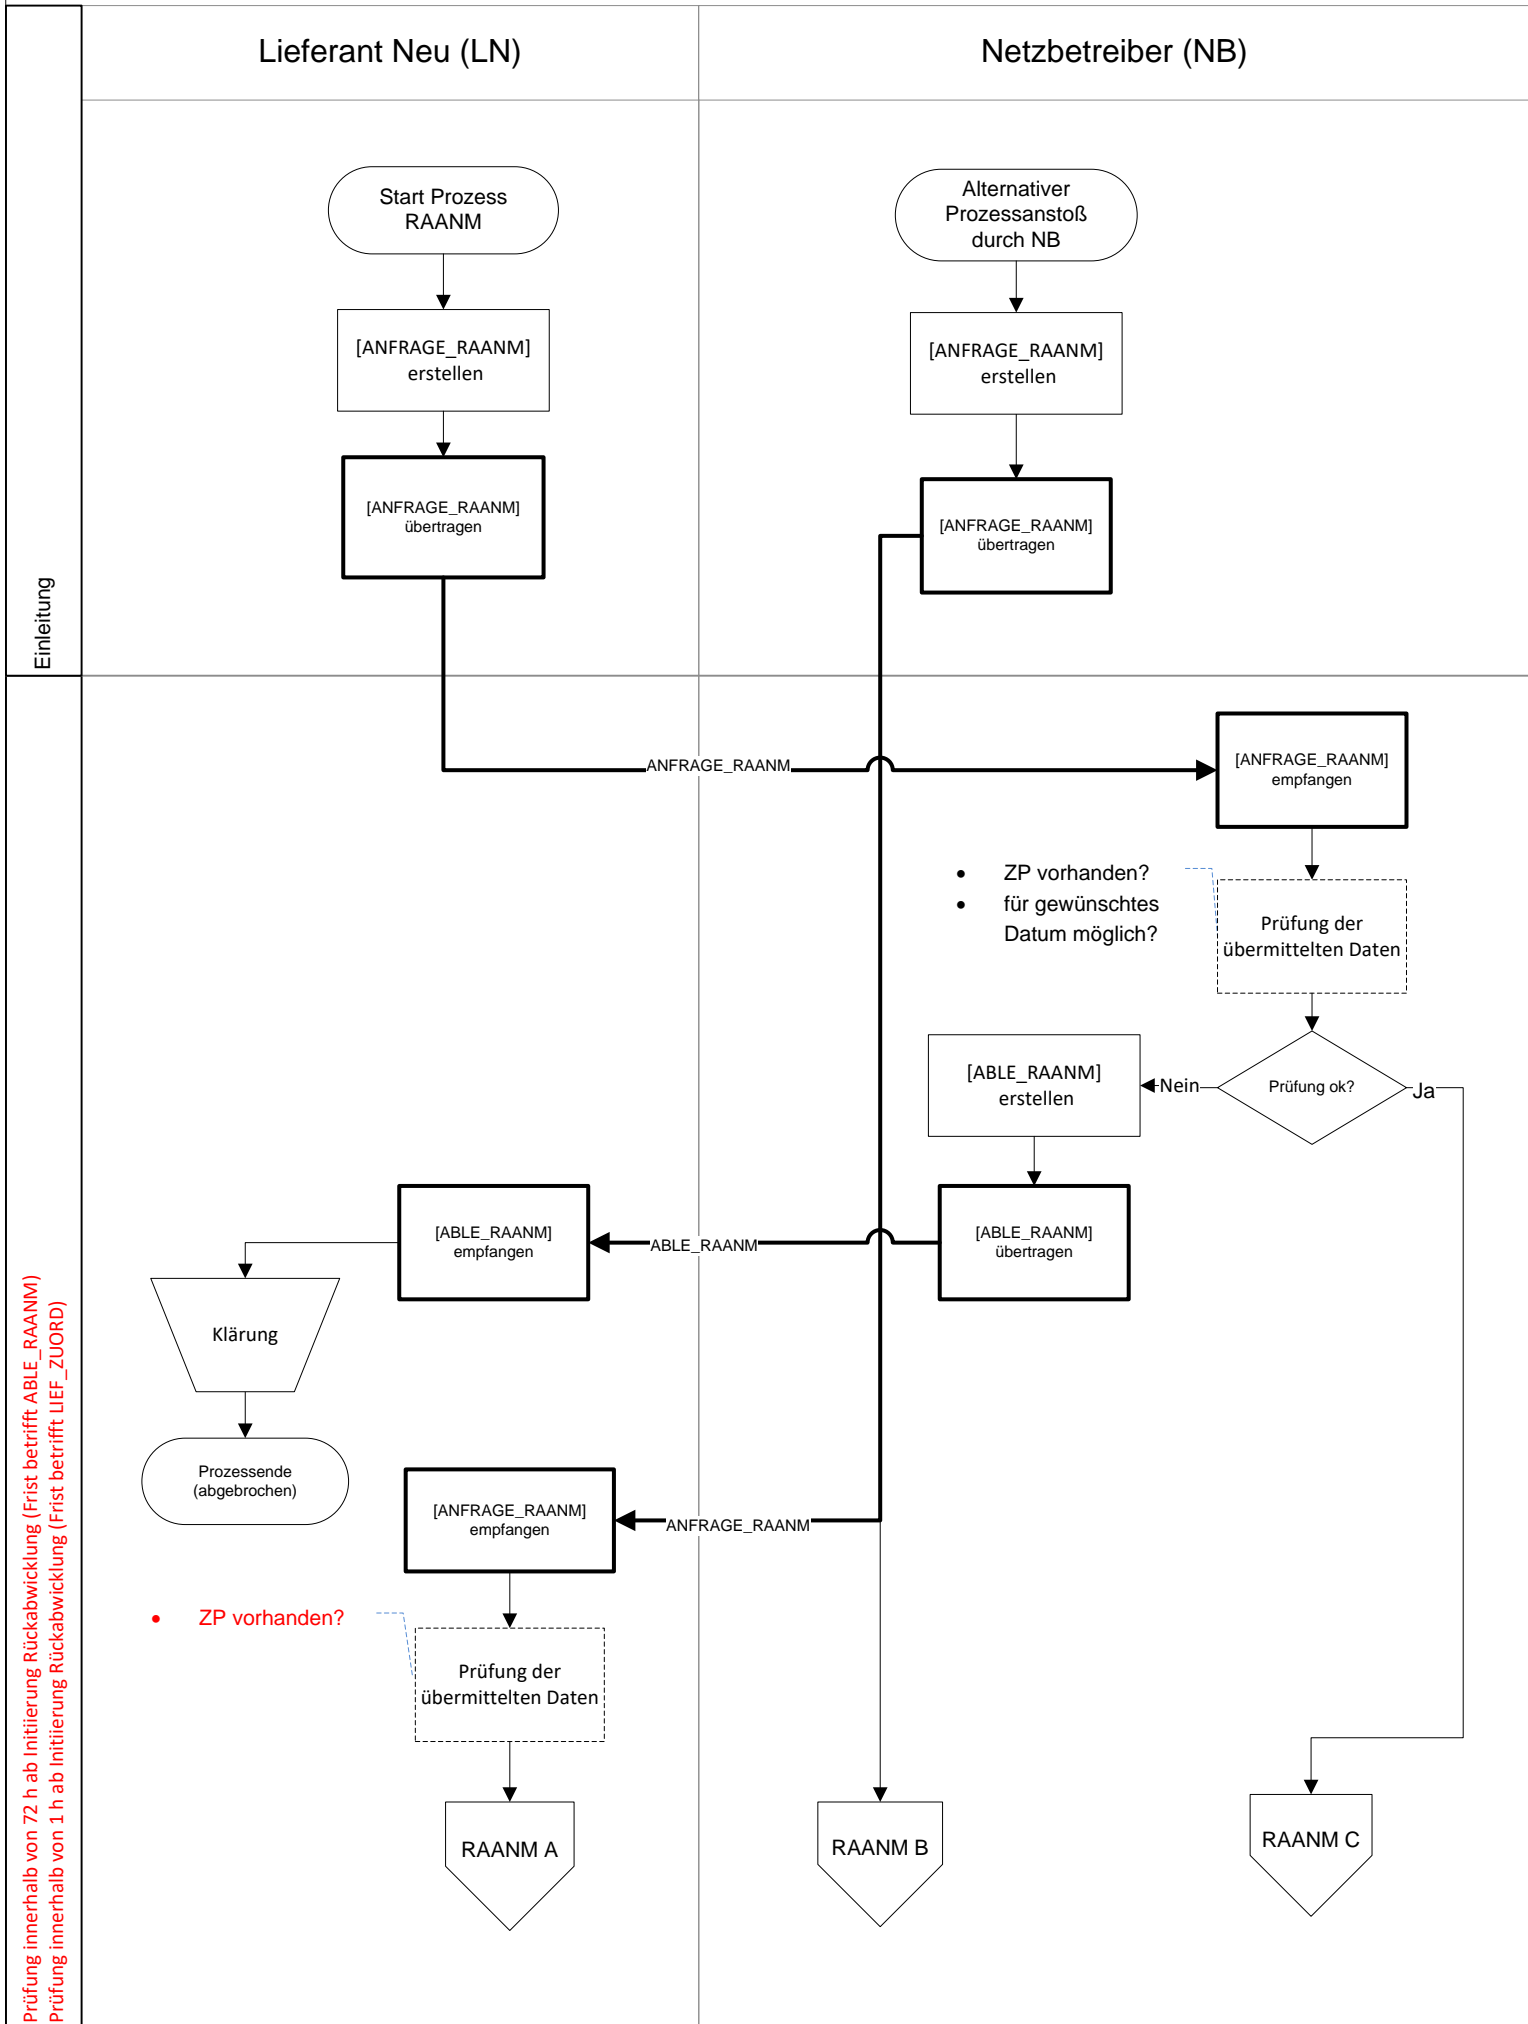 Lieferant Neu (LN)
Netzbetreiber (NB)
Einleitung
Start Prozess
RAANM
Alternativer
Prozessanstoß
durch NB
[ANFRAGE_RAANM]
erstellen
[ANFRAGE_RAANM]
erstellen
[ANFRAGE_RAANM]
übertragen
[ANFRAGE_RAANM]
übertragen
Prüfung innerhalb von 72 h ab Initiierung Rückabwicklung (Frist betrifft ABLE_RAANM)
Prüfung innerhalb von 1 h ab Initiierung Rückabwicklung (Frist betrifft LIEF_ZUORD)
ANFRAGE_RAANM
[ANFRAGE_RAANM]
empfangen
• ZP vorhanden?
• für gewünschtes
Datum möglich?
Prüfung der
übermittelten Daten
Prüfung ok?
Nein
Ja
[ABLE_RAANM]
erstellen
[ABLE_RAANM]
übertragen
ABLE_RAANM
[ABLE_RAANM]
empfangen
Klärung
Prozessende
(abgebrochen)
ANFRAGE_RAANM
[ANFRAGE_RAANM]
empfangen
• ZP vorhanden?
Prüfung der
übermittelten Daten
RAANM A
RAANM B
RAANM C